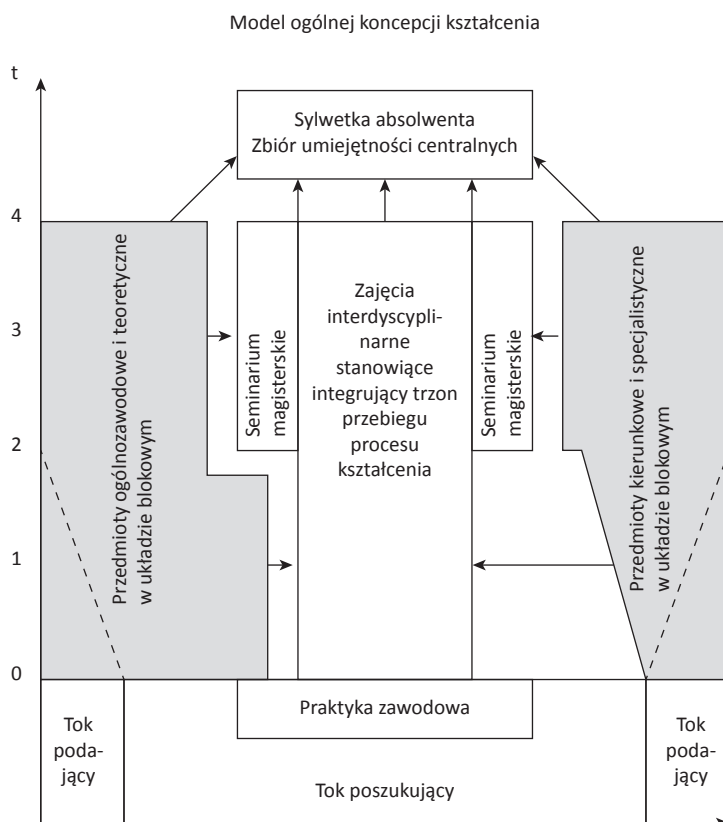 Model ogólnej koncepcji kształcenia
t
Sylwetka absolwenta
Zbiór umiejętności centralnych
4
3
2
1
0
Przedmioty ogólnozawodowe i teoretyczne
w układzie blokowym
Seminarium
magisterskie
Zajęcia
interdyscypli-
narne
stanowiące
integrujący trzon
przebiegu
procesu
kształcenia
Seminarium
magisterskie
Przedmioty kierunkowe i specjalistyczne
w układzie blokowym
Praktyka zawodowa
Tok
poda-
jący
Tok poszukujący
Tok
poda-
jący